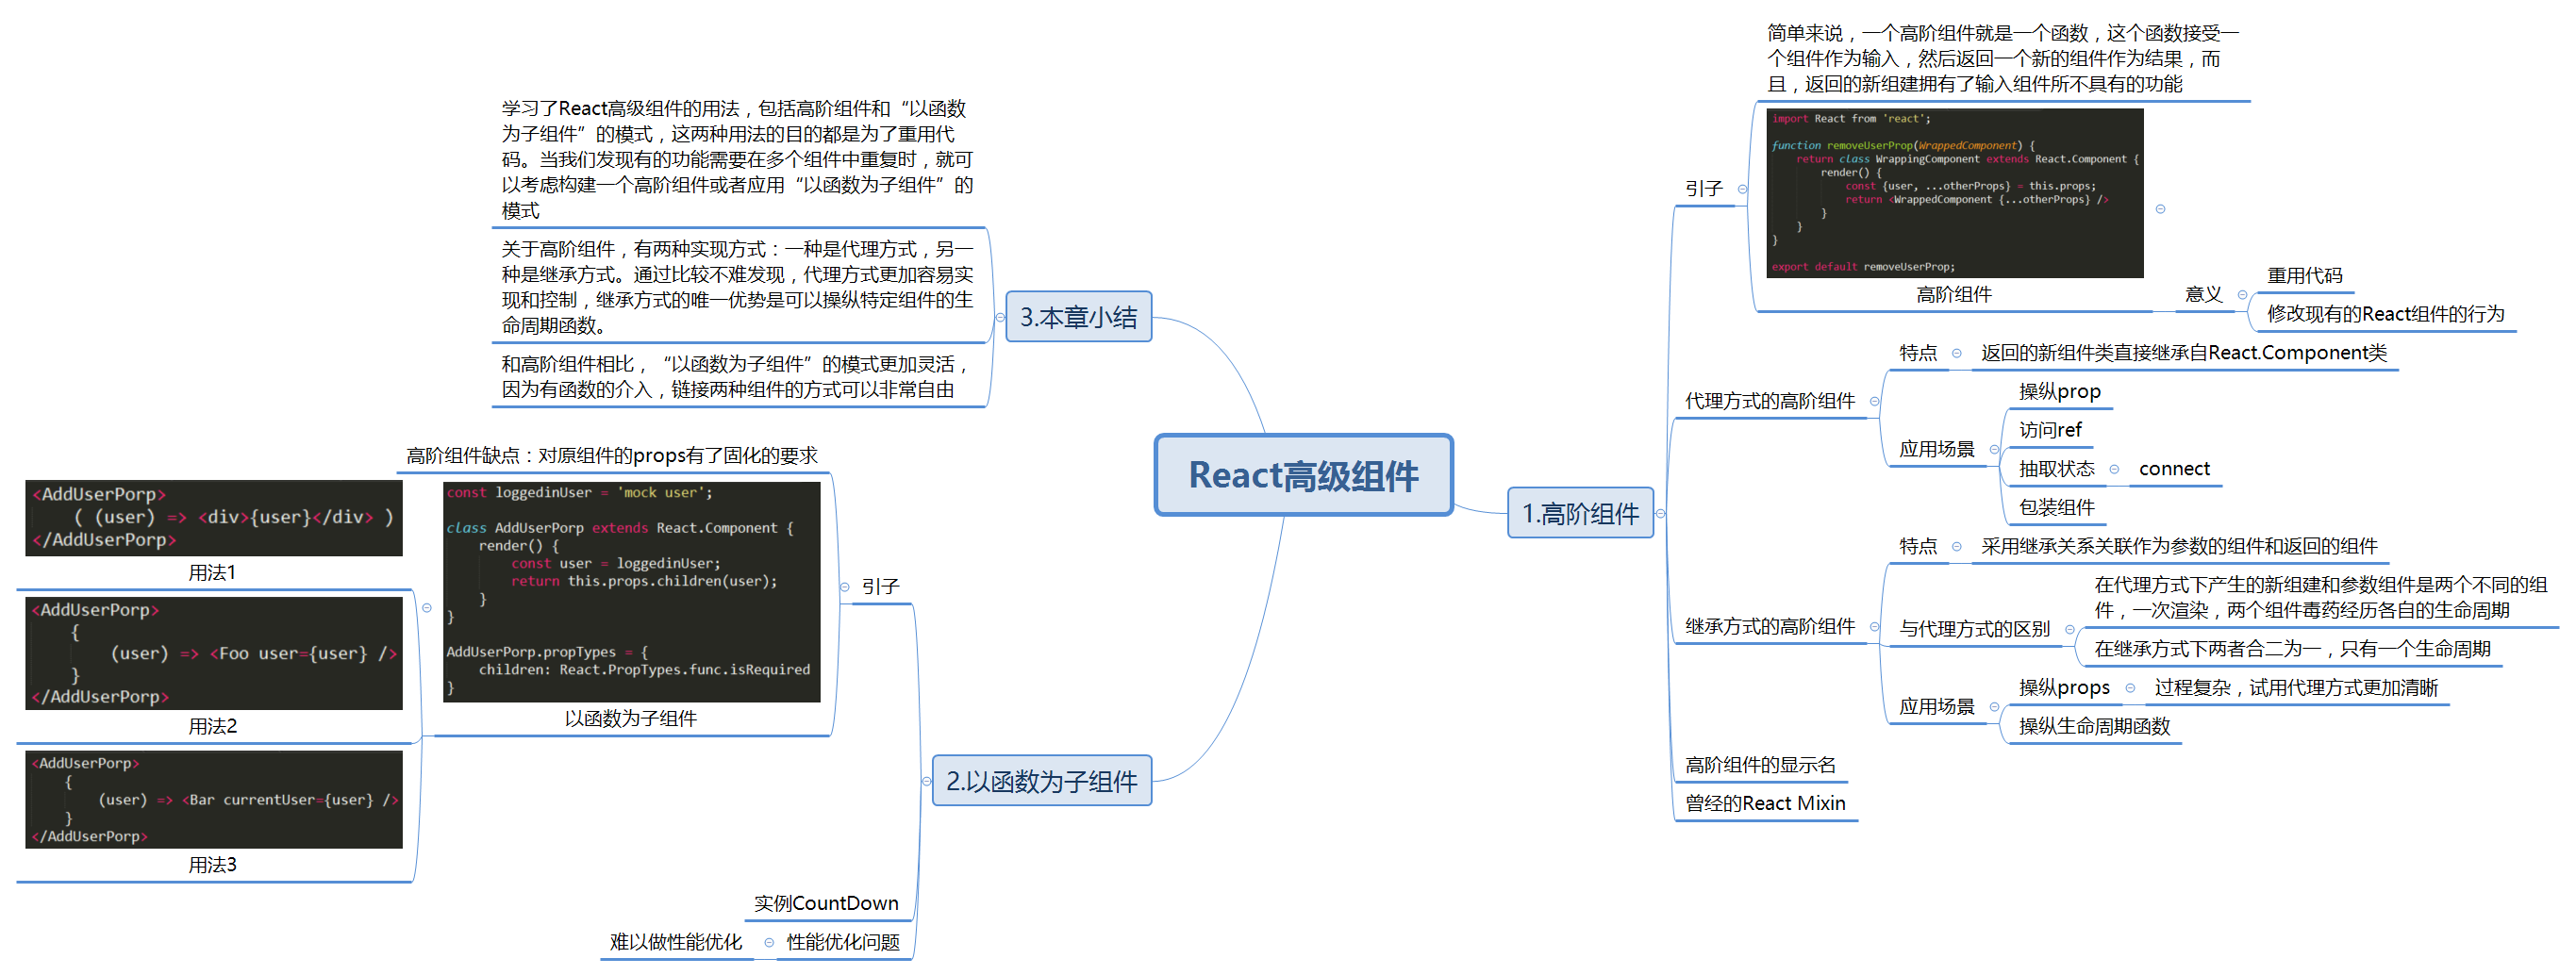 React高级组件
1.高阶组件
引子
简单来说，一个高阶组件就是一个函数，这个函数接受一
个组件作为输入，然后返回一个新的组件作为结果，而
且，返回的新组建拥有了输入组件所不具有的功能
import React from 'react';
function removeUserProp(WrappedComponent) {
return class WrappingComponent extends React.Component {
render() {
const {user, ...otherProps} = this.props;
return <WrappedComponent {...otherProps} />
}
}
}
export default removeUserProp;
高阶组件
意义
重用代码
修改现有的React组件的行为
代理方式的高阶组件
特点
返回的新组件类直接继承自React.Component类
应用场景
操纵prop
访问ref
抽取状态
connect
包装组件
继承方式的高阶组件
特点
采用继承关系关联作为参数的组件和返回的组件
与代理方式的区别
在代理方式下产生的新组建和参数组件是两个不同的组
件，一次渲染，两个组件毒药经历各自的生命周期
在继承方式下两者合二为一，只有一个生命周期
应用场景
操纵props
过程复杂，试用代理方式更加清晰
操纵生命周期函数
高阶组件的显示名
曾经的React Mixin
2.以函数为子组件
引子
高阶组件缺点：对原组件的props有了固化的要求
const loggedinUser = 'mock user';
class AddUserPorp extends React.Component {
render() {
const user = loggedinUser;
return this.props.children(user);
}
}
AddUserPorp.propTypes = {
children: React.PropTypes.func.isRequired
}
以函数为子组件
<AddUserPorp>
( (user) => <div>{user}</div> )
</AddUserPorp>
用法1
<AddUserPorp>
{
(user) => <Foo user={user} />
}
</AddUserPorp>
用法2
<AddUserPorp>
{
(user) => <Bar currentUser={user} />
}
</AddUserPorp>
用法3
实例CountDown
性能优化问题
难以做性能优化
3.本章小结
学习了React高级组件的用法，包括高阶组件和“以函数
为子组件”的模式，这两种用法的目的都是为了重用代
码。当我们发现有的功能需要在多个组件中重复时，就可
以考虑构建一个高阶组件或者应用“以函数为子组件”的
模式
关于高阶组件，有两种实现方式：一种是代理方式，另一
种是继承方式。通过比较不难发现，代理方式更加容易实
现和控制，继承方式的唯一优势是可以操纵特定组件的生
命周期函数。
和高阶组件相比，“以函数为子组件”的模式更加灵活，
因为有函数的介入，链接两种组件的方式可以非常自由